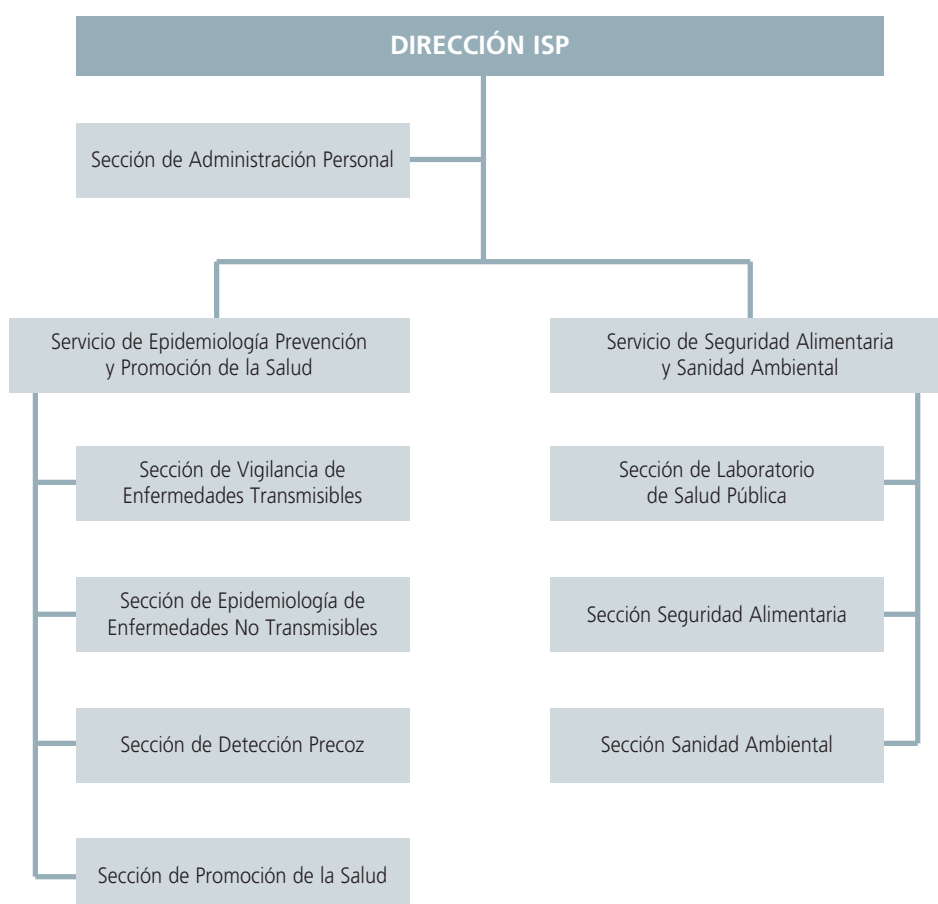 DIRECCIÓN ISP
Sección de Administración Personal
Servicio de Epidemiología Prevención
y Promoción de la Salud
Servicio de Seguridad Alimentaria
y Sanidad Ambiental
Sección de Vigilancia de
Enfermedades Transmisibles
Sección de Laboratorio
de Salud Pública
Sección de Epidemiología de
Enfermedades No Transmisibles
Sección Seguridad Alimentaria
Sección de Detección Precoz
Sección Sanidad Ambiental
Sección de Promoción de la Salud